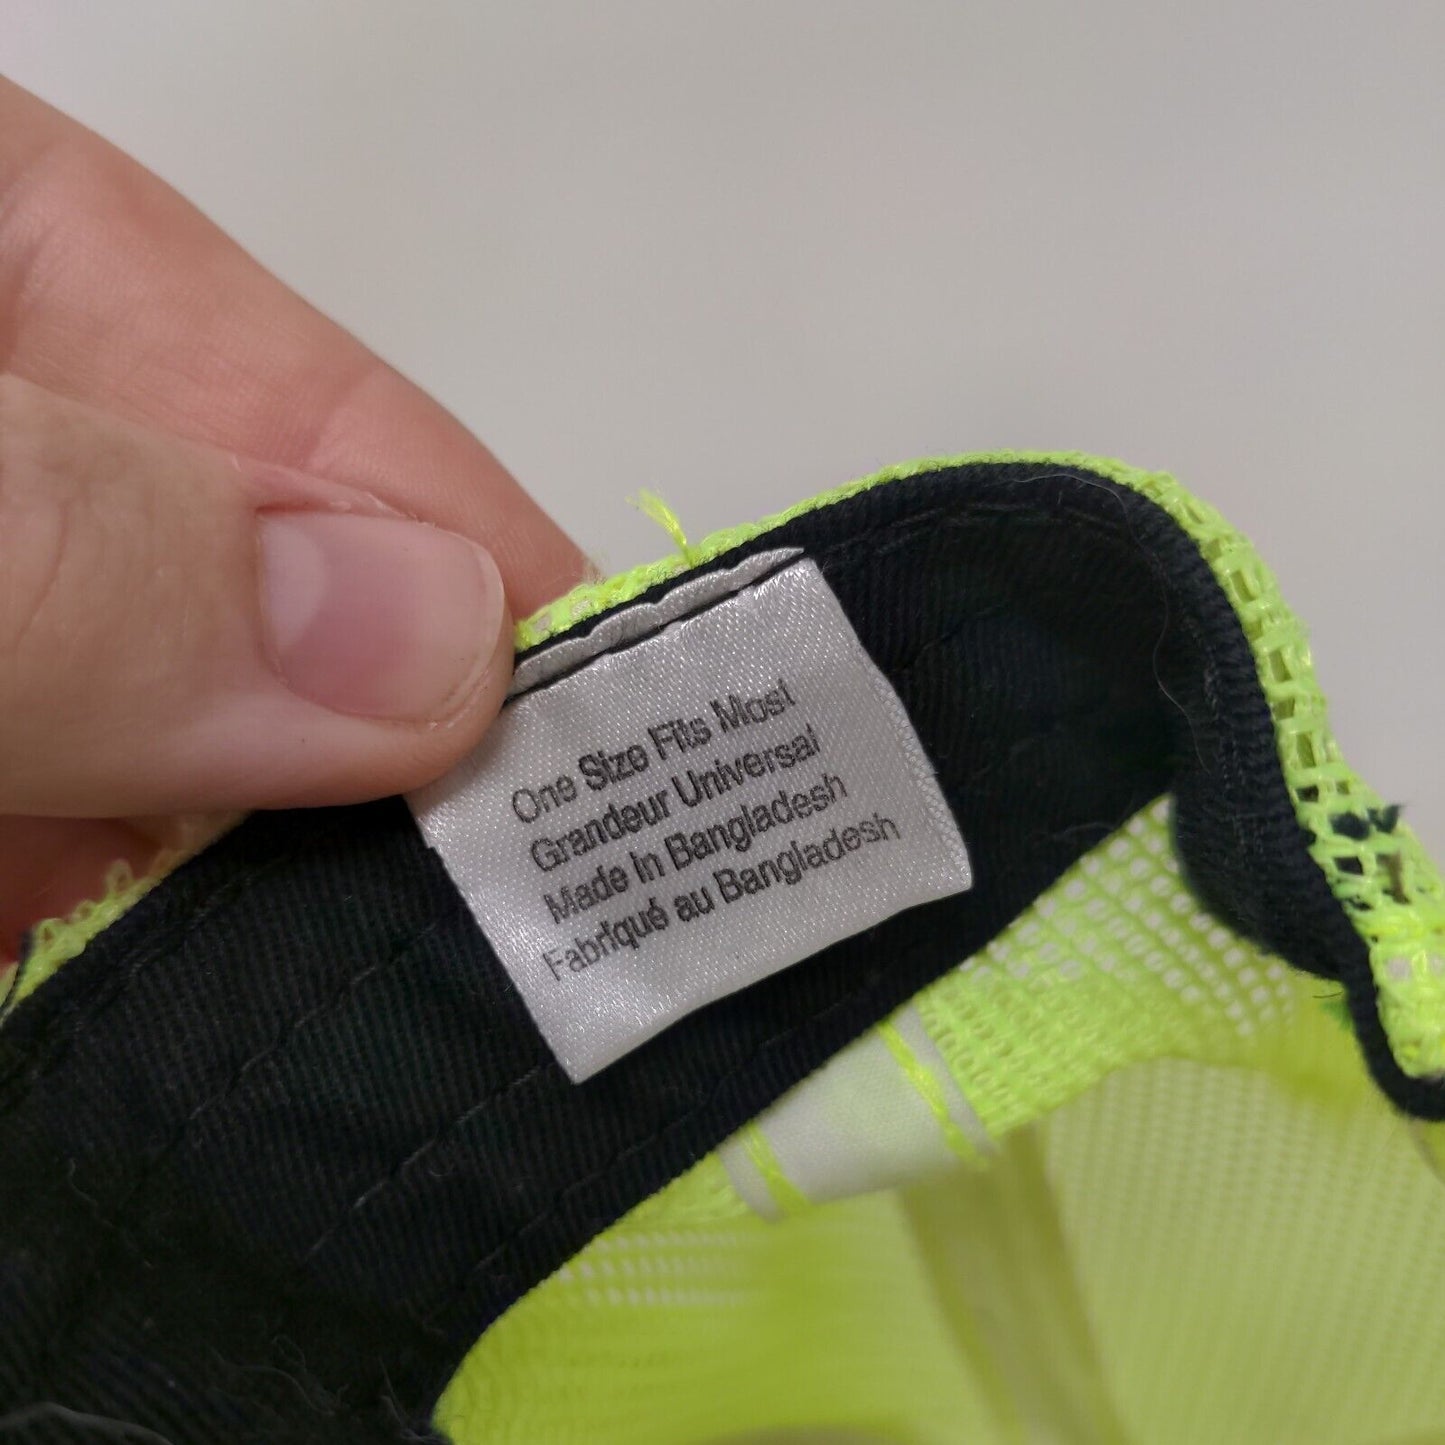 One Size Fits Most
Grandeur Universal
Made In Bangladesh
Fabriqué au Bangladesh